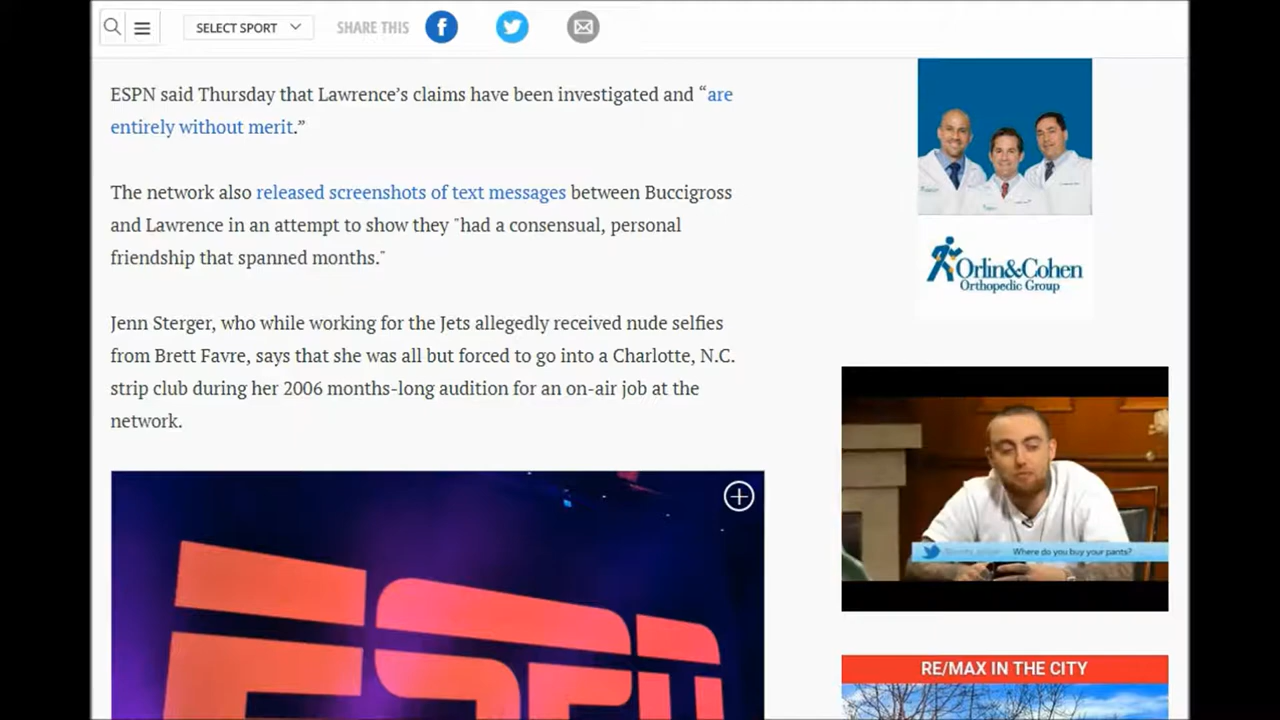 SELECT SPORT
SHARE THIS
ESPN said Thursday that Lawrence’s claims have been investigated and “are
entirely without merit.”
The network also released screenshots of text messages between Buccigross
and Lawrence in an attempt to show they "had a consensual, personal
friendship that spanned months."
Jenn Sterger, who while working for the Jets allegedly received nude selfies
from Brett Favre, says that she was all but forced to go into a Charlotte, N.C.
strip club during her 2006 months-long audition for an on-air job at the
network.
ESPN
Orlin&Cohen
Orthopedic Group
Where do you buy your pants?
RE/MAX IN THE CITY